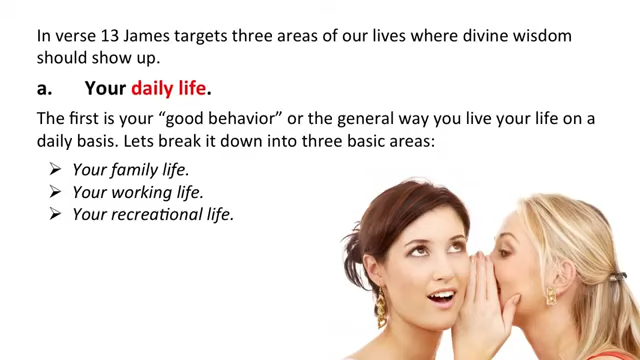 In verse 13 James targets three areas of our lives where divine wisdom
should show up.
a. Your daily life.
The first is your “good behavior” or the general way you live your life on a
daily basis. Lets break it down into three basic areas:
➢ Your family life.
➢ Your working life.
➢ Your recreational life.